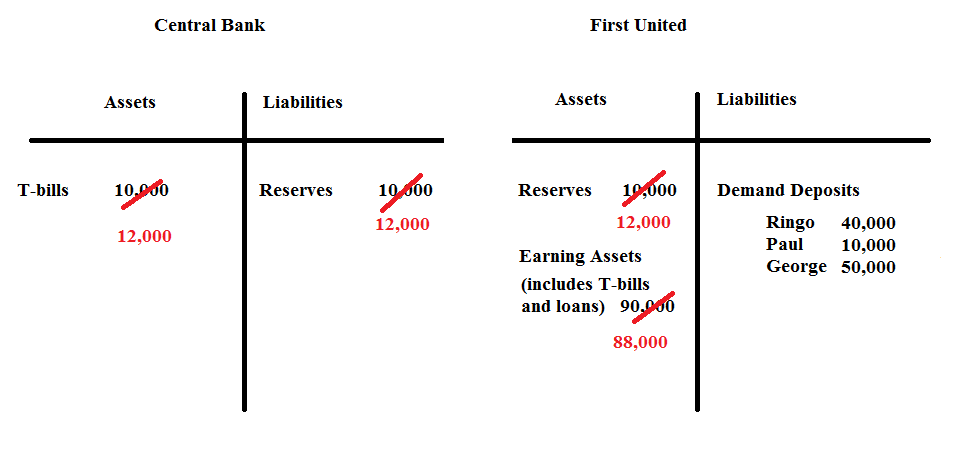 Central Bank
First United
Assets
Liabilities
Assets
Liabilities
T-bills 10,000
12,000
Reserves 10,000
12,000
Reserves 10,000
12,000
Earning Assets
(includes T-bills
and loans) 90,000
88,000
Demand Deposits
Ringo 40,000
Paul 10,000
George 50,000